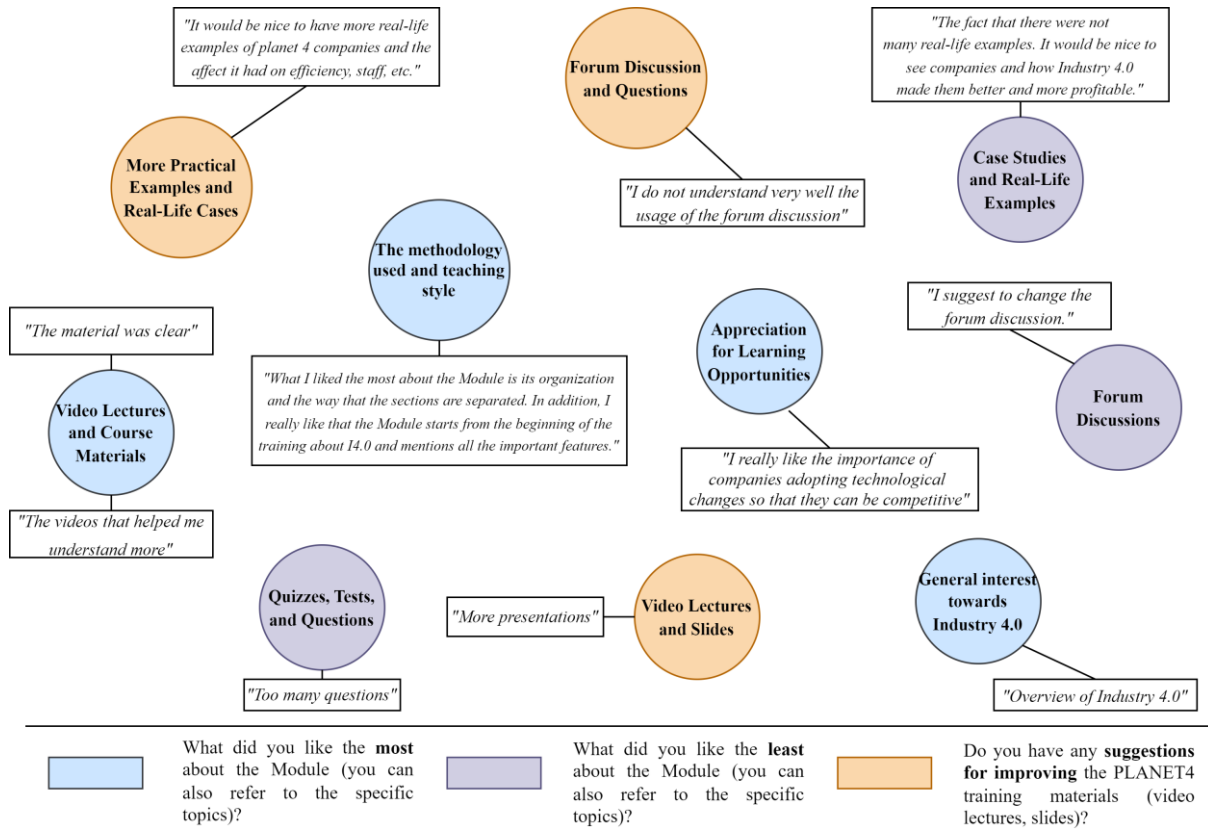 "It would be nice to have more real-life
examples of planet 4 companies and the
affect it had on efficiency, staff, etc."
More Practical
Examples and
Real-Life Cases
Forum Discussion
and Questions
"I do not understand very well the
usage of the forum discussion"
"The fact that there were not
many real-life examples. It would be nice to
see companies and how Industry 4.0
made them better and more profitable."
Case Studies
and Real-Life
Examples
The methodology
used and teaching
style
"What I liked the most about the Module is its organization
and the way that the sections are separated. In addition, I
really like that the Module starts from the beginning of the
training about I4.0 and mentions all the important features."
"The material was clear"
Video Lectures
and Course
Materials
"The videos that helped me
understand more"
Appreciation
for Learning
Opportunities
"I really like the importance of
companies adopting technological
changes so that they can be competitive"
"I suggest to change the
forum discussion."
Forum
Discussions
Quizzes, Tests,
and Questions
"Too many questions"
"More presentations"
Video Lectures
and Slides
General interest
towards
Industry 4.0
"Overview of Industry 4.0"
What did you like the most
about the Module (you can
also refer to the specific
topics)?
What did you like the least
about the Module (you can
also refer to the specific
topics)?
Do you have any suggestions
for improving the PLANET4
training materials (video
lectures, slides)?